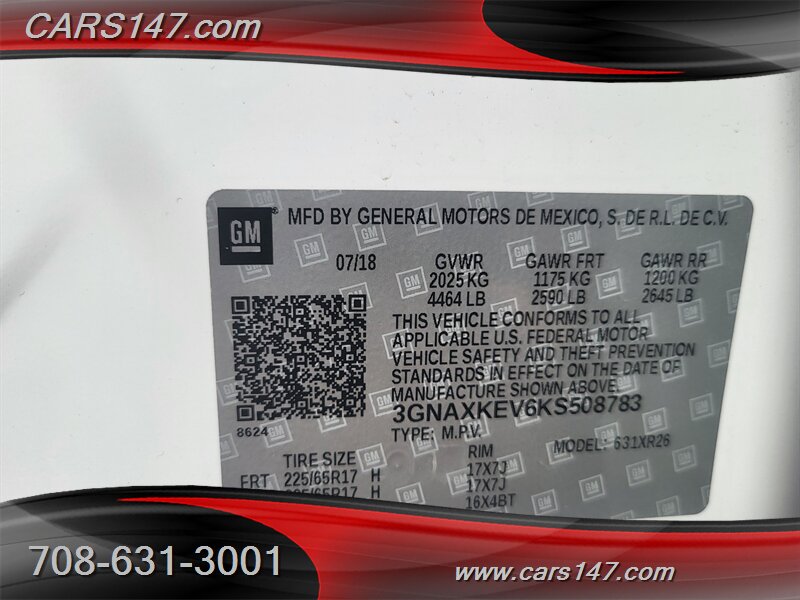 CARS147.com
GM
MFD BY GENERAL MOTORS DE MEXICO, S. DE R.L. DE C.V.
07/18 GVWR GAWR FRT GAWR RR
2025 KG 1175 KG 1200 KG
4464 LB 2590 LB 2645 LB
THIS VEHICLE CONFORMS TO ALL
APPLICABLE U.S. FEDERAL MOTOR
VEHICLE SAFETY AND THEFT PREVENTION
STANDARDS IN EFFECT ON THE DATE OF
MANUFACTURE SHOWN ABOVE.
8624 3GNAXKEV6KS508783
TYPE: M.P.V. MODEL: 631XR26
TIRE SIZE RIM
FRT 225/65R17 H 17X7J
225/65R17 H 17X7J
16X4BT
708-631-3001
www.cars147.com